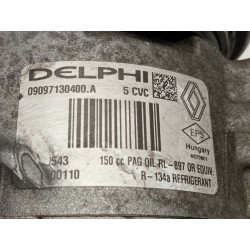 DELPHI
09097130400.A 5 CVC
EPS
Hungary
543 150 cc PAG OIL RL-897 OR EQUIV.
00110 R-134a REFRIGERANT